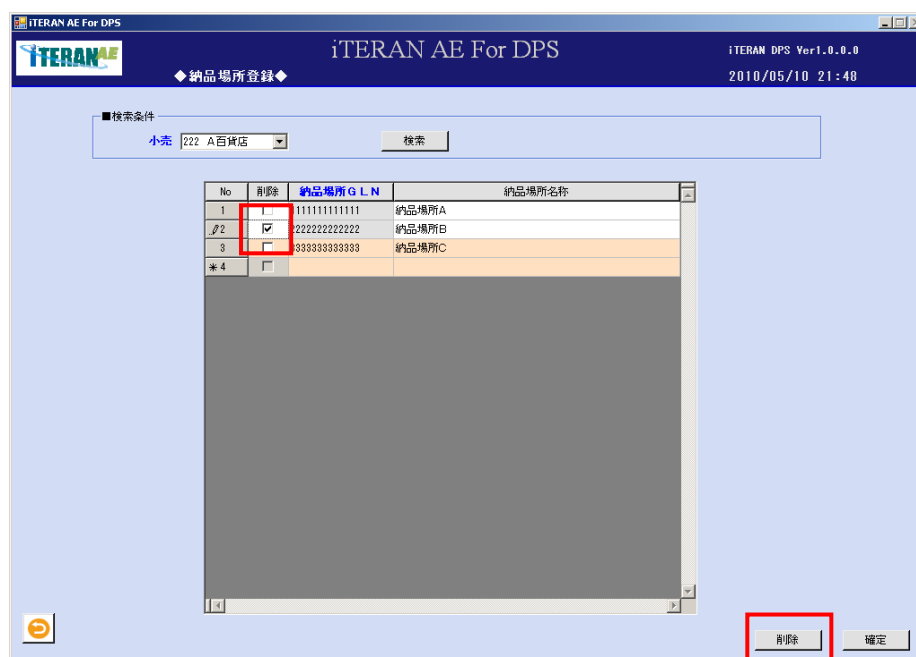 iTERAN AE For DPS
iTERAN AE
iTERAN AE For DPS
iTERAN DPS Ver1.0.0.0
◆納品場所登録◆
2010/05/10 21:48
■検索条件
小売 222 A百貨店 検索
No 削除 納品場所GLN 納品場所名称
1 1111111111111 納品場所A
2 2222222222222 納品場所B
3 3333333333333 納品場所C
* 4
削除 確定